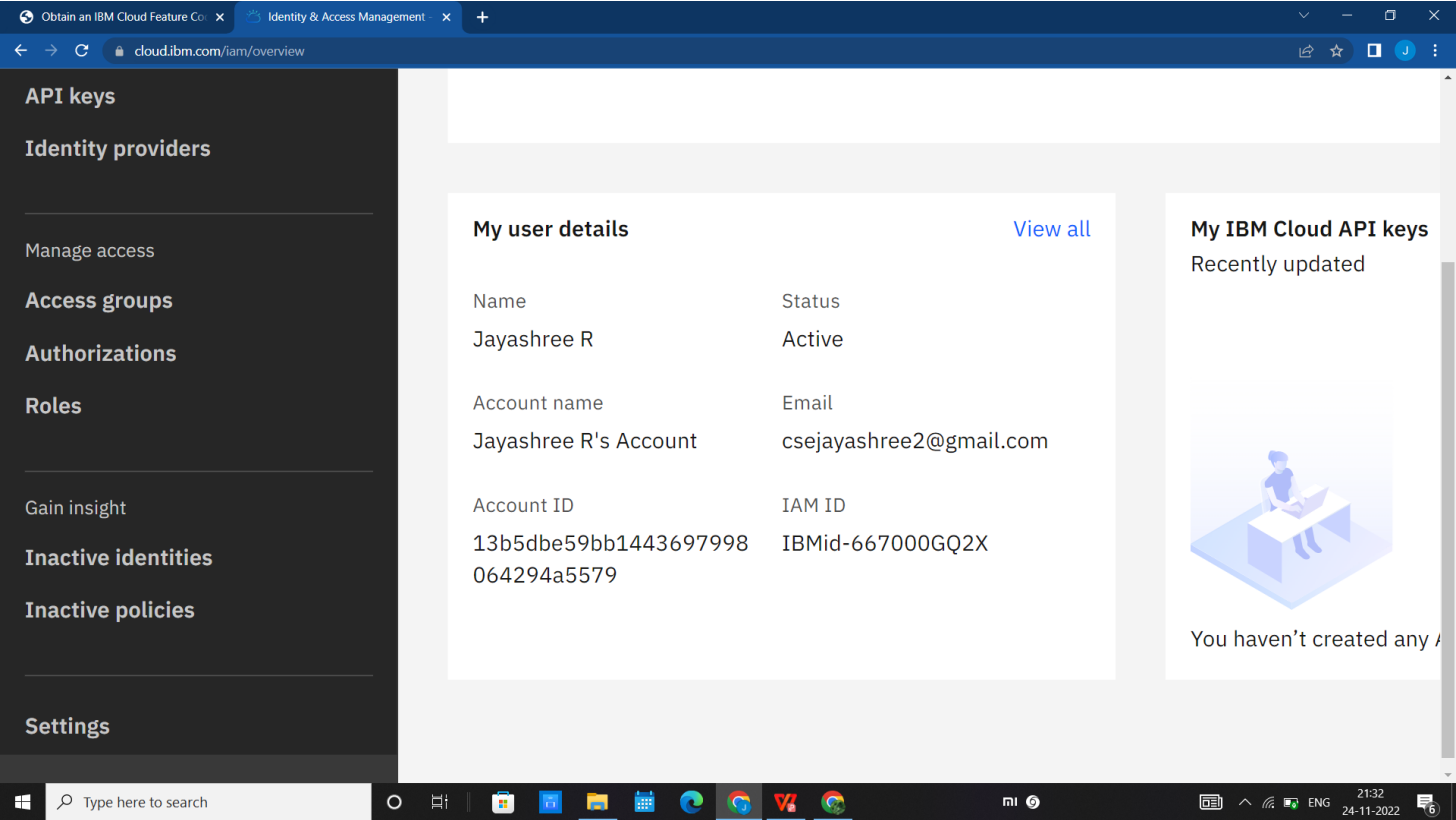 Obtain an IBM Cloud Feature Co
Identity & Access Management -
cloud.ibm.com/iam/overview
J
API keys
Identity providers
Manage access
Access groups
Authorizations
Roles
Gain insight
Inactive identities
Inactive policies
Settings
My user details
View all
Name
Status
Jayashree R
Active
Account name
Email
Jayashree R's Account
csejayashree2@gmail.com
Account ID
IAM ID
13b5dbe59bb1443697998
IBMid-667000GQ2X
064294a5579
My IBM Cloud API keys
Recently updated
You haven’t created any
Type here to search
mi
ENG
21:32
24-11-2022
6